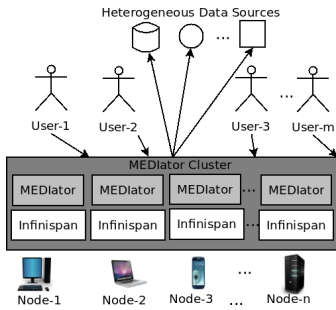 Heterogeneous Data Sources
...
User-1 User-2 User-3 ... User-m
MEDIator Cluster
MEDIator MEDIator MEDIator ... MEDIator
Infinispan Infinispan Infinispan ... Infinispan
...
Node-1 Node-2 Node-3 ... Node-n